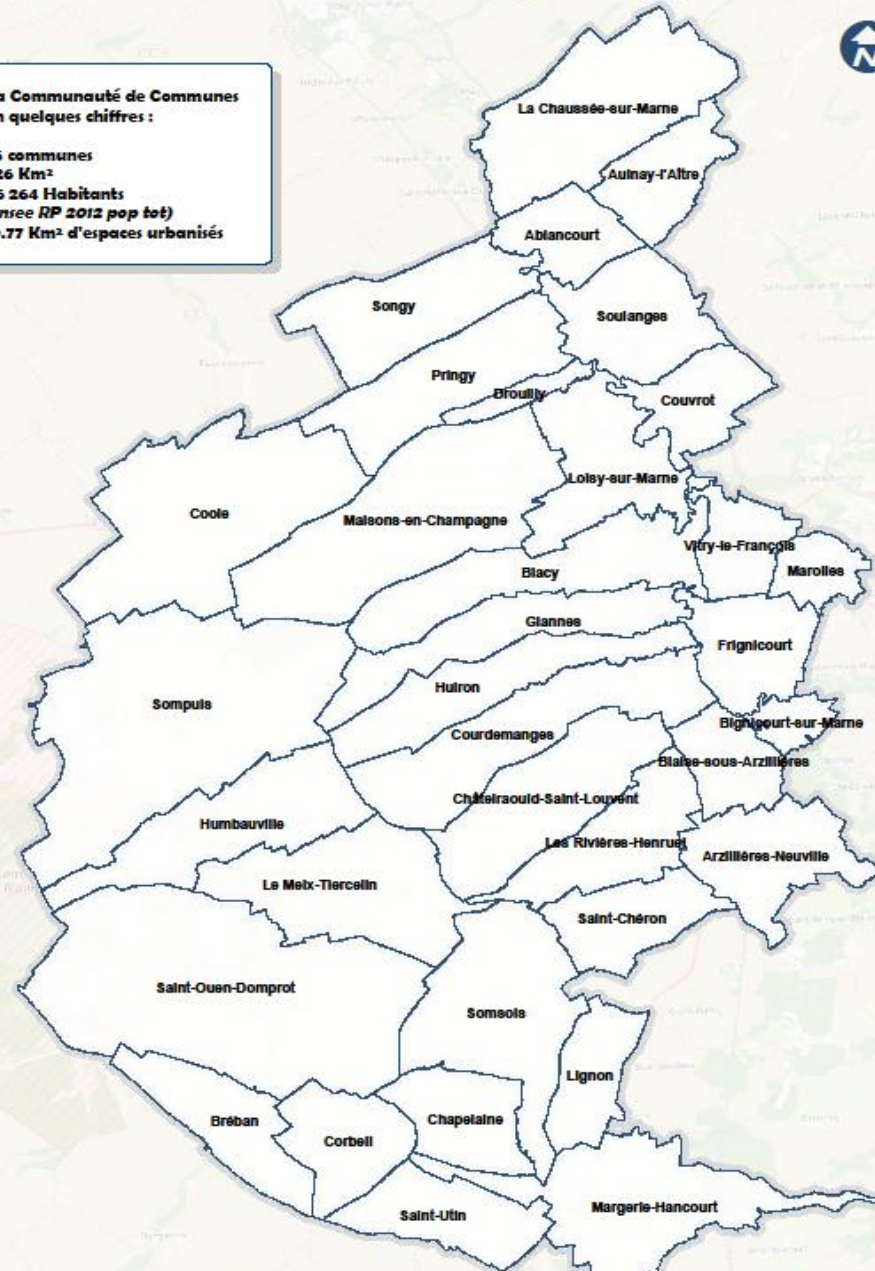 Communauté de Communes
quelques chiffres :
communes
Km²
264 Habitants
RP 2012 pop tot)
.77 Km² d'espaces urbanisés
N
La Chaussée-sur-Marne
Aulnay-l'Aître
Ablancourt
Songy
Soulanges
Pringy
Drouilly
Couvrot
Loisy-sur-Marne
Coole
Maisons-en-Champagne
Vitry-le-François
Blacy
Marolles
Glannes
Frignicourt
Huiron
Sompuis
Bignicourt-sur-Marne
Courdemanges
Blaise-sous-Arzillières
Châtelraould-Saint-Louvent
Humbauville
Les Rivières-Henruel
Arzillières-Neuville
Le Meix-Tiercelin
Saint-Chéron
Saint-Ouen-Domprot
Somsois
Lignon
Bréban
Chapelaine
Corbeil
Margerie-Hancourt
Saint-Utin